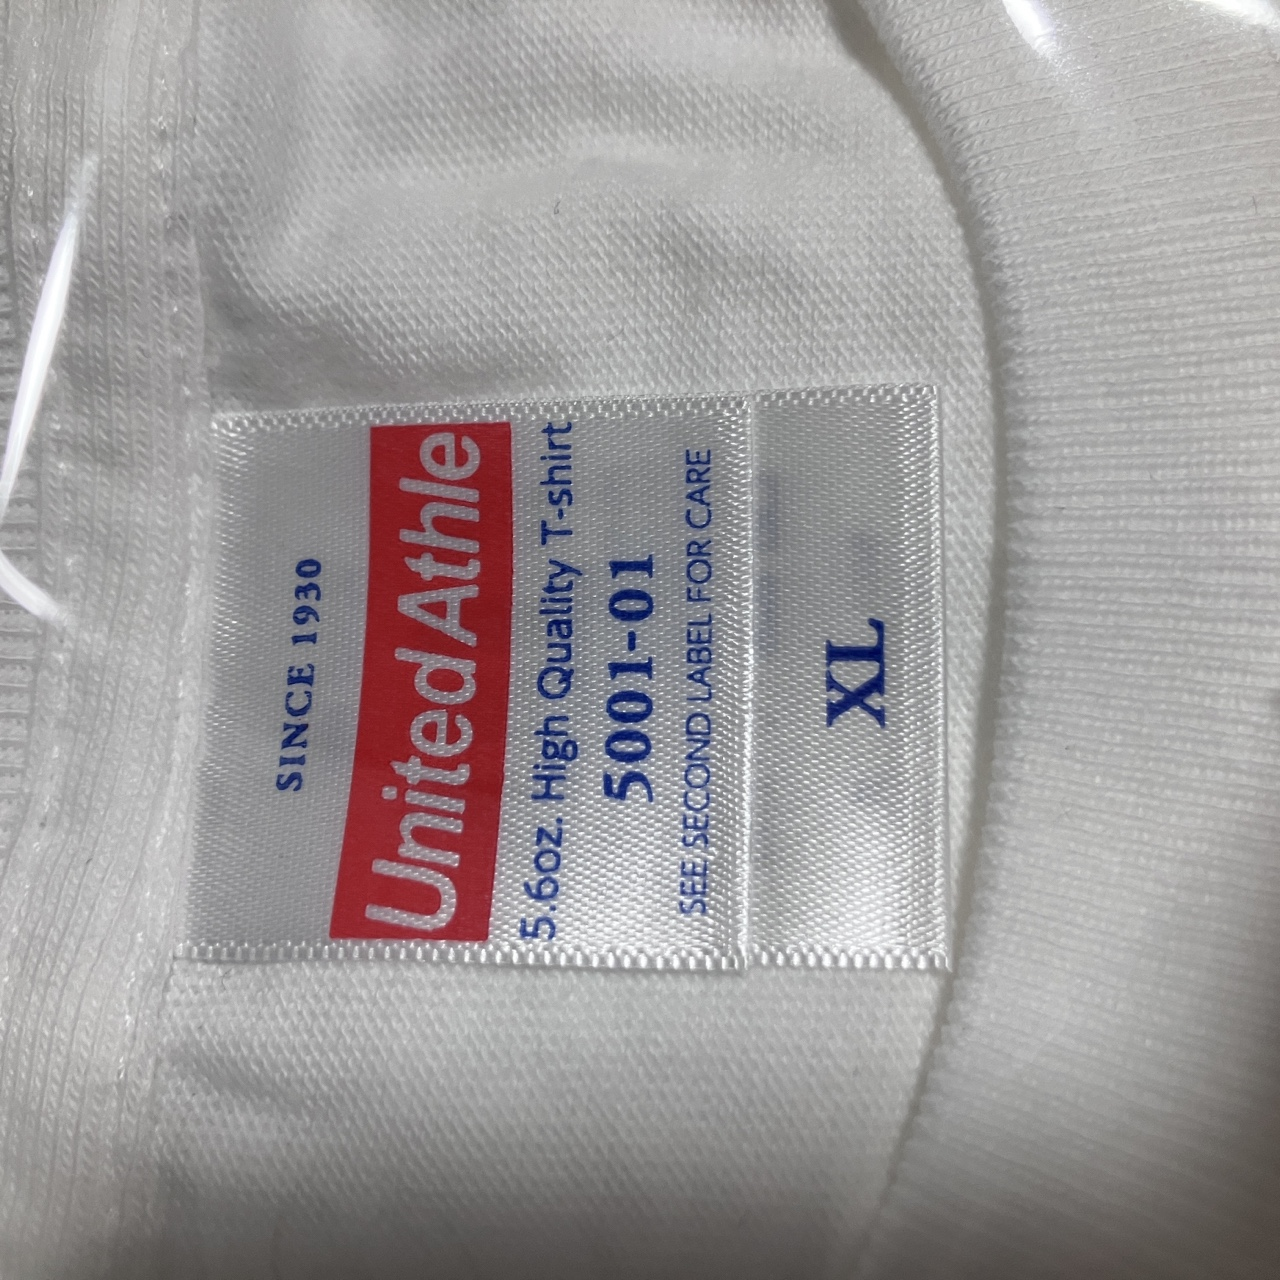 SINCE 1930
United Athle
5.6oz. High Quality T-shirt
5001-01
SEE SECOND LABEL FOR CARE
XL